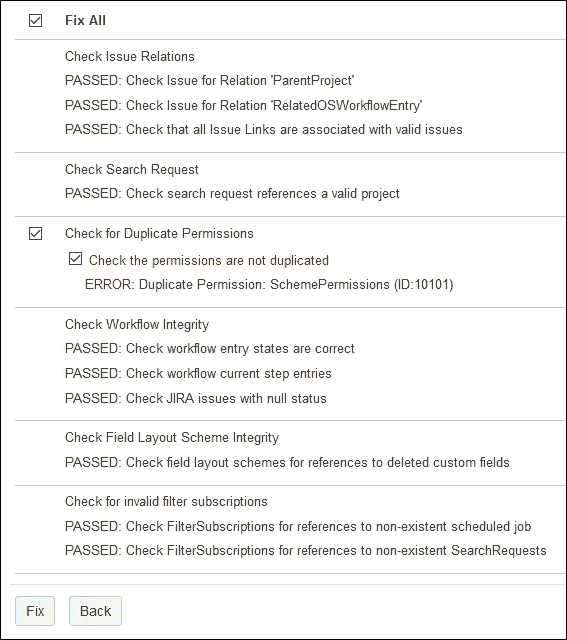 Fix All
Check Issue Relations
PASSED: Check Issue for Relation 'ParentProject'
PASSED: Check Issue for Relation 'RelatedOSWorkflowEntry'
PASSED: Check that all Issue Links are associated with valid issues
Check Search Request
PASSED: Check search request references a valid project
Check for Duplicate Permissions
Check the permissions are not duplicated
ERROR: Duplicate Permission: SchemePermissions (ID:10101)
Check Workflow Integrity
PASSED: Check workflow entry states are correct
PASSED: Check workflow current step entries
PASSED: Check JIRA issues with null status
Check Field Layout Scheme Integrity
PASSED: Check field layout schemes for references to deleted custom fields
Check for invalid filter subscriptions
PASSED: Check FilterSubscriptions for references to non-existent scheduled job
PASSED: Check FilterSubscriptions for references to non-existent SearchRequests
Fix Back